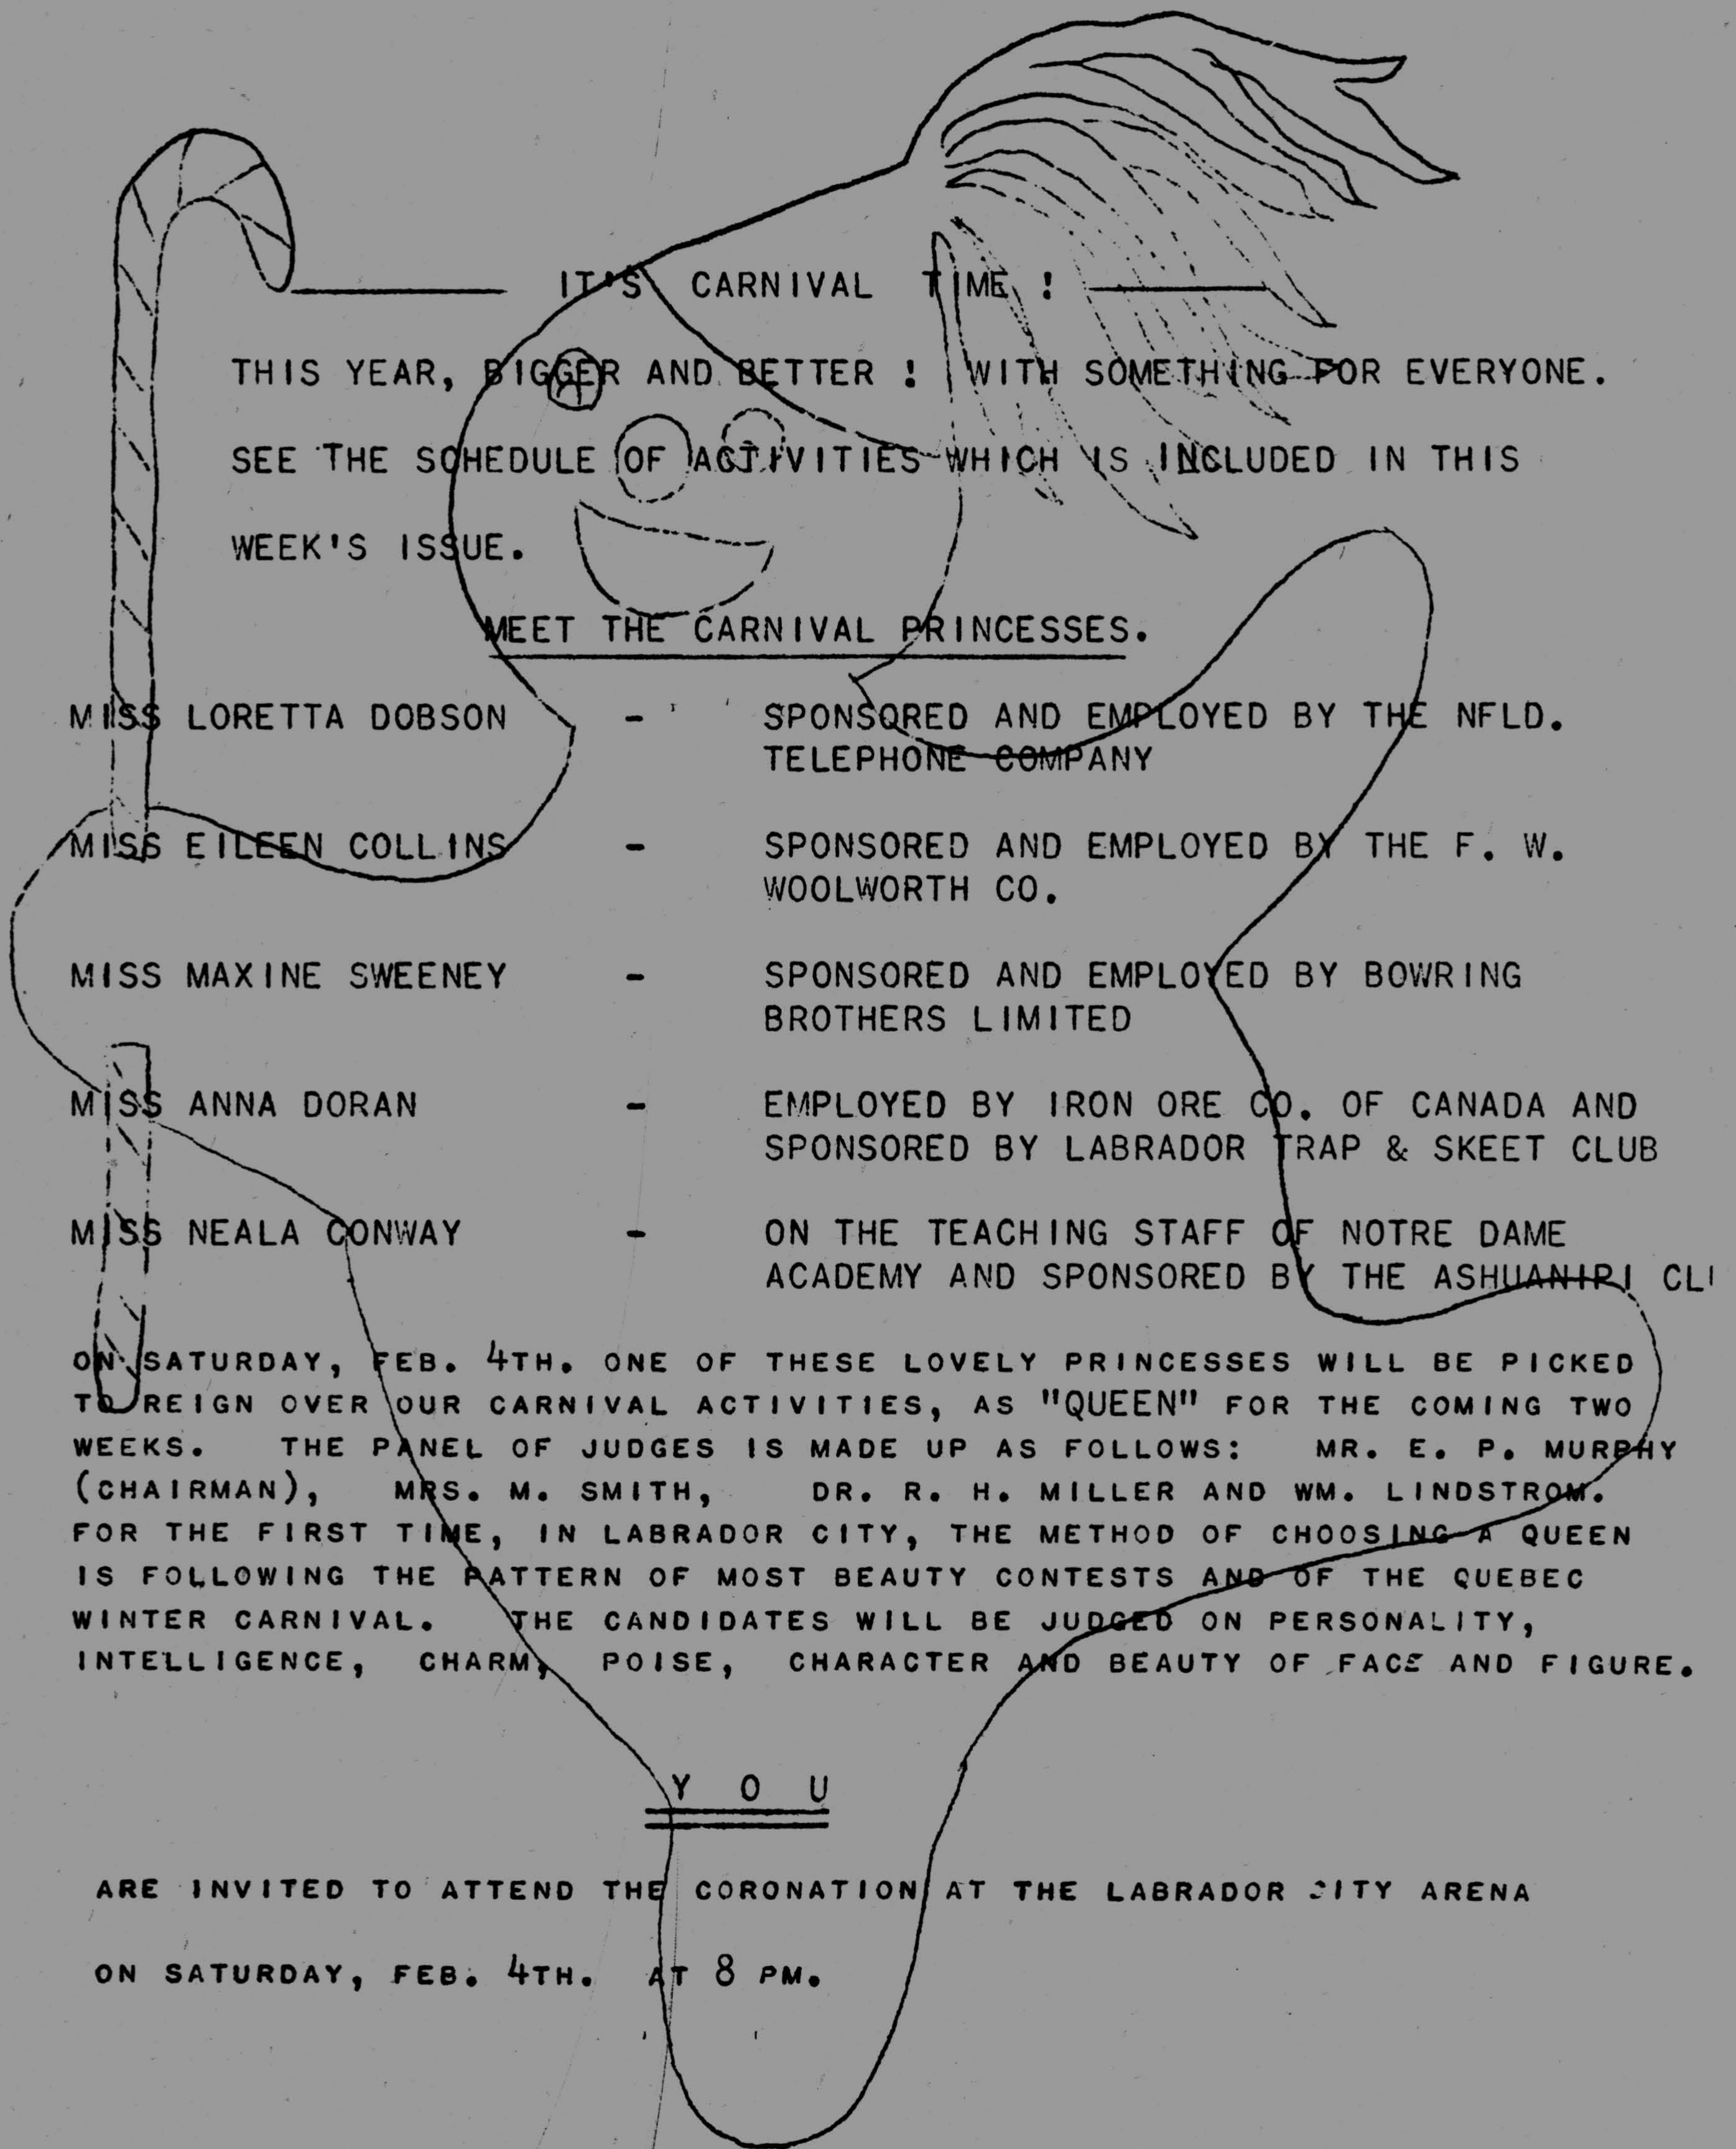 IT'S CARNIVAL TIME !
THIS YEAR, BIGGER AND BETTER ! WITH SOMETHING FOR EVERYONE.
SEE THE SCHEDULE OF ACTIVITIES WHICH IS INCLUDED IN THIS
WEEK'S ISSUE.
MEET THE CARNIVAL PRINCESSES.
MISS LORETTA DOBSON - SPONSORED AND EMPLOYED BY THE NFLD.
TELEPHONE COMPANY
MISS EILEEN COLLINS - SPONSORED AND EMPLOYED BY THE F. W.
WOOLWORTH CO.
MISS MAXINE SWEENEY - SPONSORED AND EMPLOYED BY BOWRING
BROTHERS LIMITED
MISS ANNA DORAN - EMPLOYED BY IRON ORE CO. OF CANADA AND
SPONSORED BY LABRADOR TRAP & SKEET CLUB
MISS NEALA CONWAY - ON THE TEACHING STAFF OF NOTRE DAME
ACADEMY AND SPONSORED BY THE ASHUANIPI
ON SATURDAY, FEB. 4TH. ONE OF THESE LOVELY PRINCESSES WILL BE PICKED
TO REIGN OVER OUR CARNIVAL ACTIVITIES, AS "QUEEN" FOR THE COMING TWO
WEEKS. THE PANEL OF JUDGES IS MADE UP AS FOLLOWS: MR. E. P. MURPHY
(CHAIRMAN), MRS. M. SMITH, DR. R. H. MILLER AND WM. LINDSTROM.
FOR THE FIRST TIME, IN LABRADOR CITY, THE METHOD OF CHOOSING A QUEEN
IS FOLLOWING THE PATTERN OF MOST BEAUTY CONTESTS AND OF THE QUEBEC
WINTER CARNIVAL. THE CANDIDATES WILL BE JUDGED ON PERSONALITY,
INTELLIGENCE, CHARM, POISE, CHARACTER AND BEAUTY OF FACE AND FIGURE.
Y O U
ARE INVITED TO ATTEND THE CORONATION AT THE LABRADOR CITY ARENA
ON SATURDAY, FEB. 4TH. AT 8 PM.